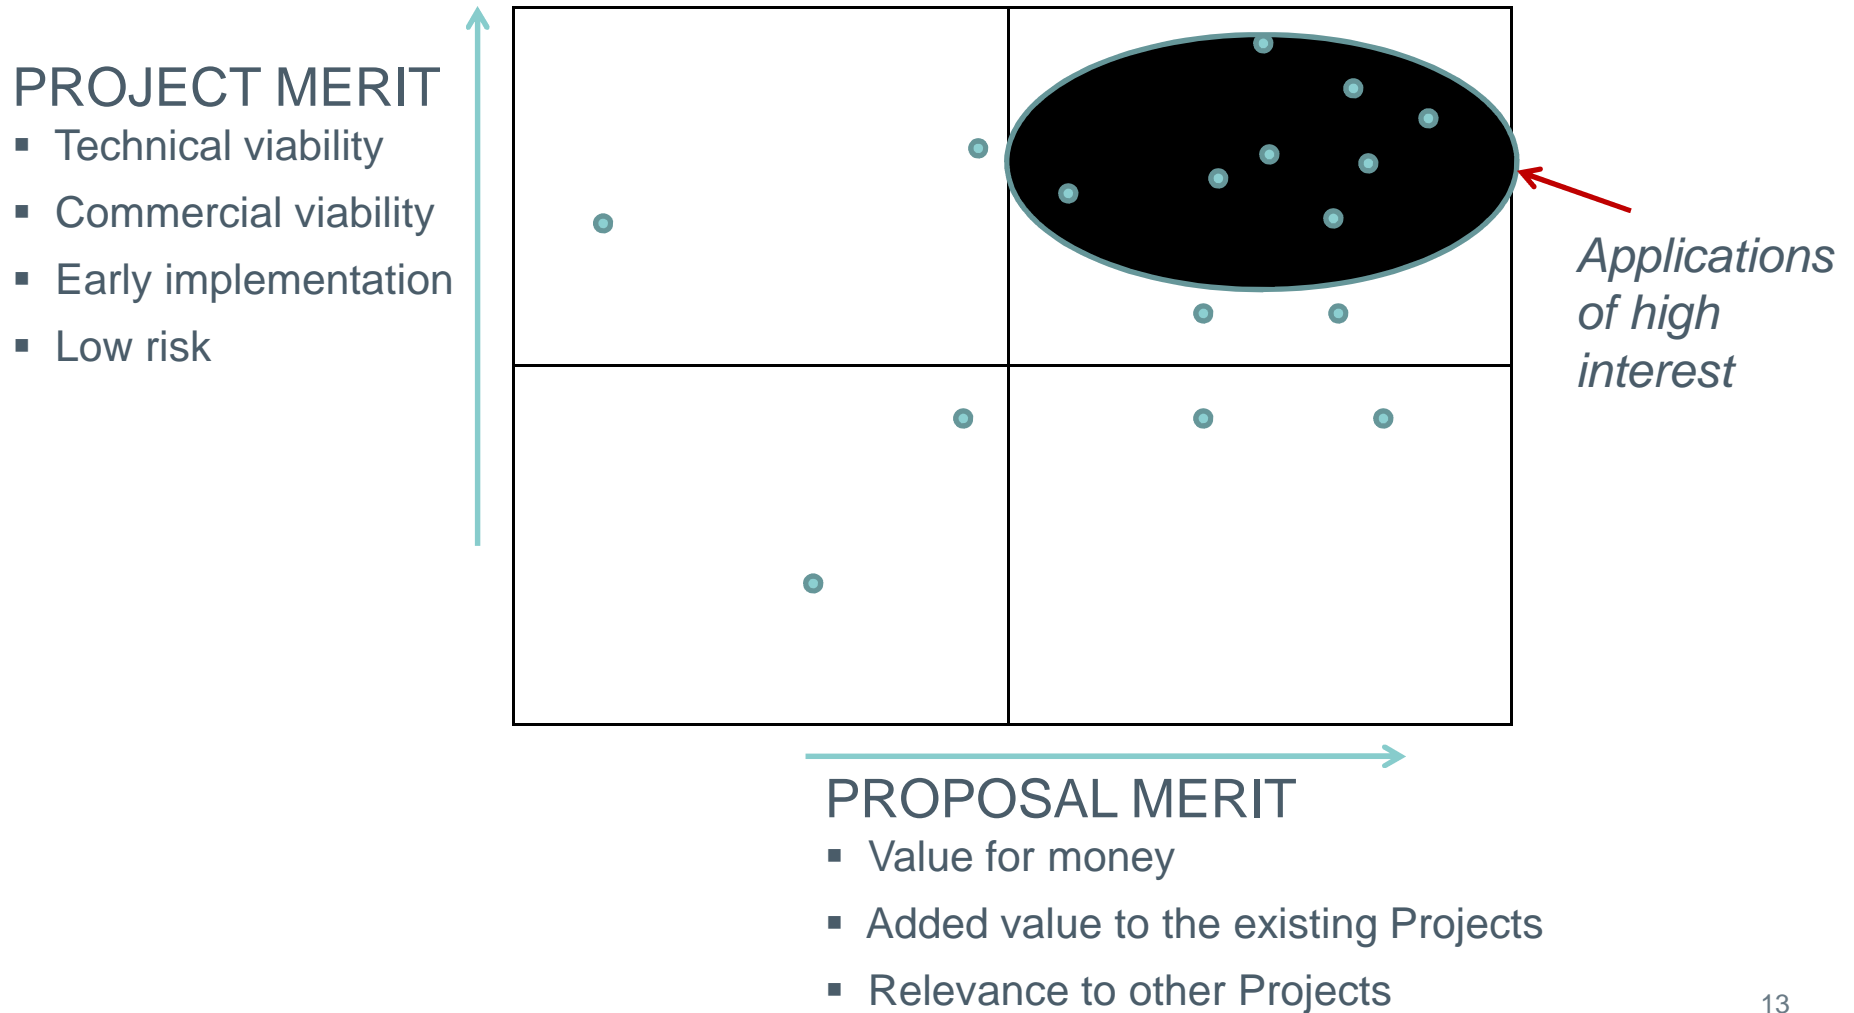 PROJECT MERIT
▪ Technical viability
▪ Commercial viability
▪ Early implementation
▪ Low risk
Applications
of high
interest
PROPOSAL MERIT
▪ Value for money
▪ Added value to the existing Projects
▪ Relevance to other Projects
13